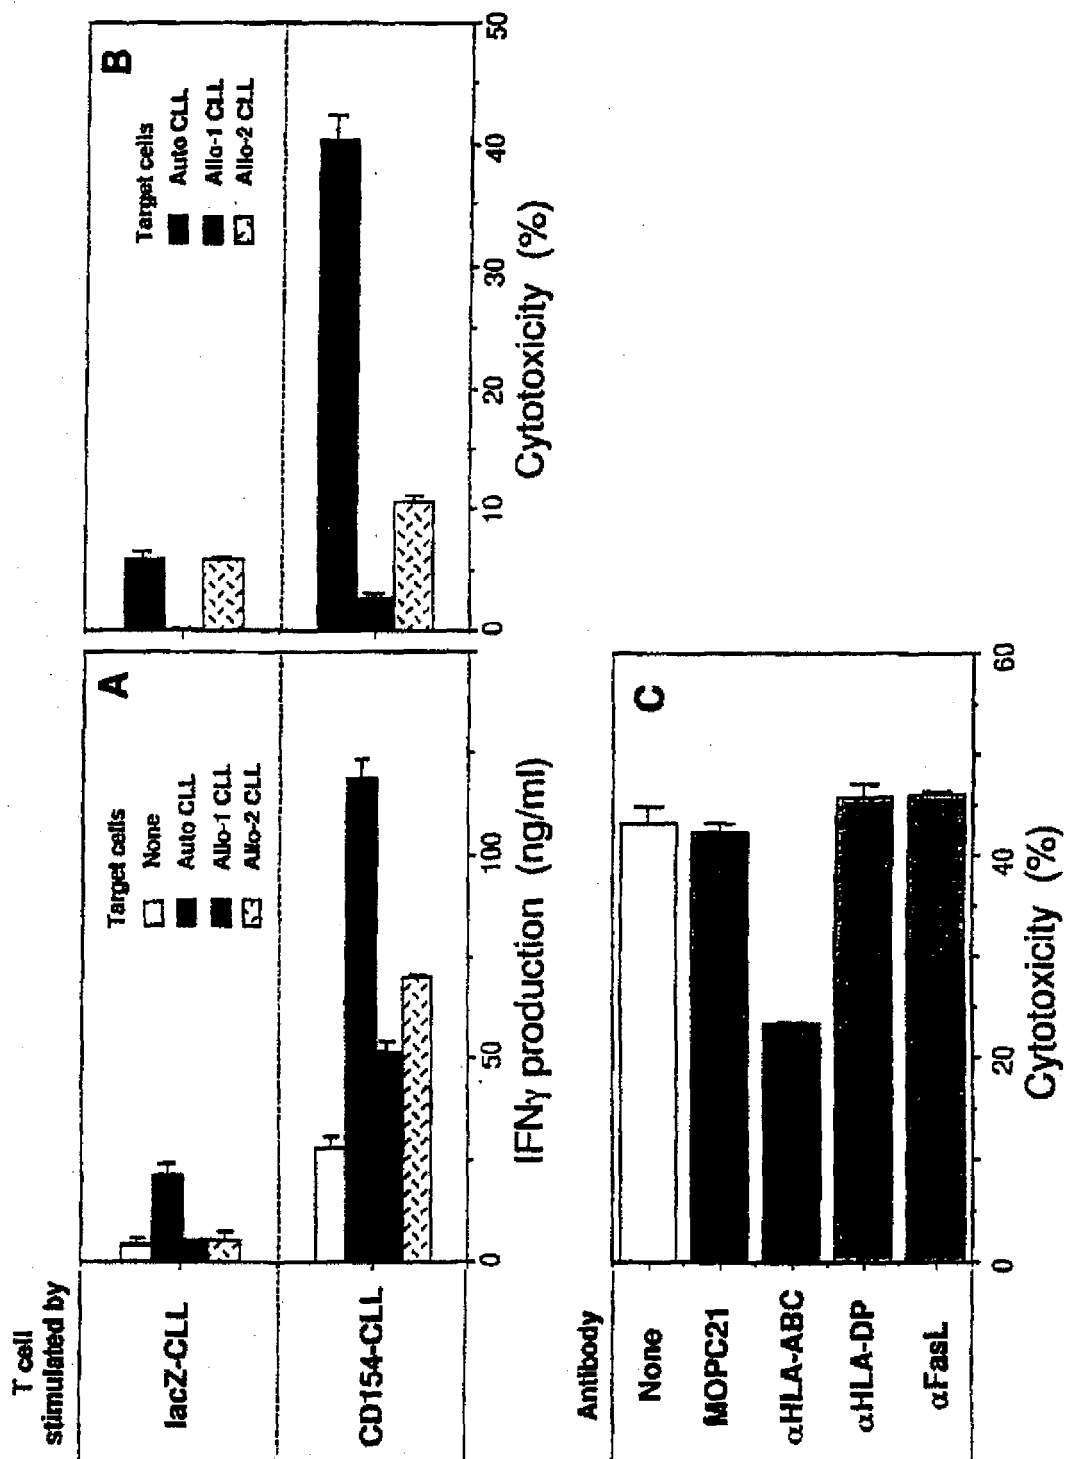 T cell
stimulated by
lacZ-CLL
CD154-CLL
A
Target cells
None
Auto CLL
Allo-1 CLL
Allo-2 CLL
0
50
100
IFNγ production (ng/ml)
B
Target cells
Auto CLL
Allo-1 CLL
Allo-2 CLL
0
10
20
30
40
50
Cytotoxicity (%)
C
Antibody
None
MOPC21
αHLA-ABC
αHLA-DP
αFasL
0
20
40
60
Cytotoxicity (%)